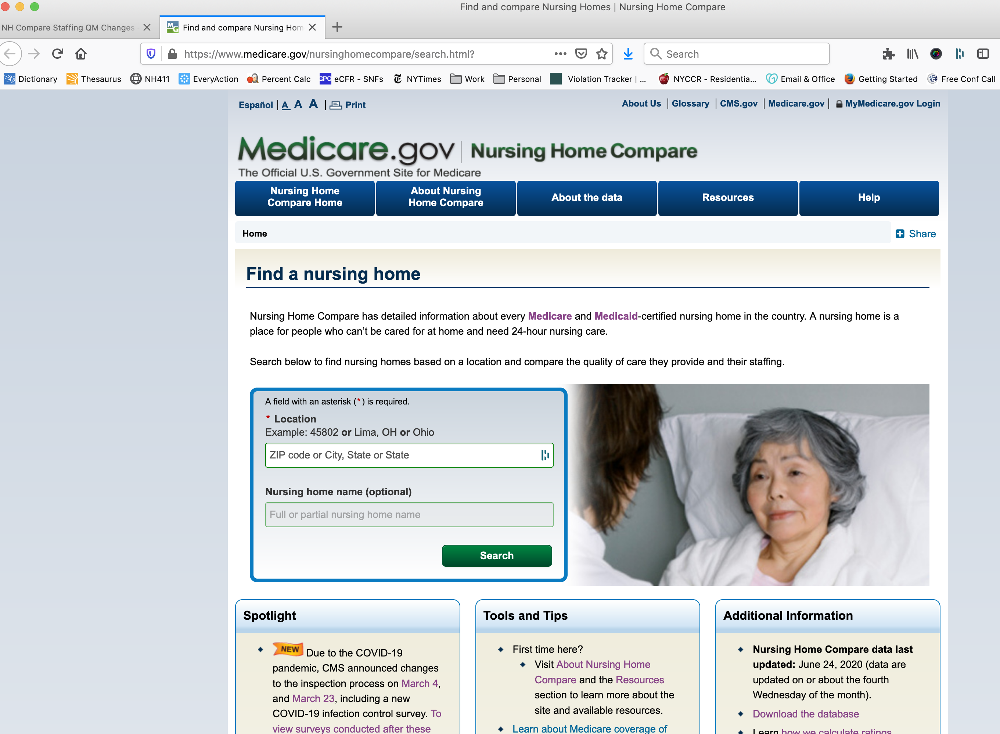 Find and compare Nursing Homes | Nursing Home Compare
NH Compare Staffing QM Changes
Find and compare Nursing Hom
https://www.medicare.gov/nursinghomecompare/search.html?
Search
Dictionary Thesaurus NH411 EveryAction Percent Calc GPO eCFR - SNFs NYTimes Work Personal Violation Tracker | ... DOH NYCCR - Residentia... Email & Office Getting Started Free Conf Call
Español | A A A | Print
About Us | Glossary | CMS.gov | Medicare.gov | MyMedicare.gov Login
Medicare.gov | Nursing Home Compare
The Official U.S. Government Site for Medicare
Nursing Home
Compare Home
About Nursing
Home Compare
About the data
Resources
Help
Home
Share
Find a nursing home
Nursing Home Compare has detailed information about every Medicare and Medicaid-certified nursing home in the country. A nursing home is a
place for people who can’t be cared for at home and need 24-hour nursing care.
Search below to find nursing homes based on a location and compare the quality of care they provide and their staffing.
A field with an asterisk (*) is required.
* Location
Example: 45802 or Lima, OH or Ohio
ZIP code or City, State or State
Nursing home name (optional)
Full or partial nursing home name
Search
Spotlight
NEW Due to the COVID-19
pandemic, CMS announced changes
to the inspection process on March 4,
and March 23, including a new
COVID-19 infection control survey. To
view surveys conducted after these
Tools and Tips
First time here?
Visit About Nursing Home
Compare and the Resources
section to learn more about the
site and available resources.
Learn about Medicare coverage of
Additional Information
Nursing Home Compare data last
updated: June 24, 2020 (data are
updated on or about the fourth
Wednesday of the month).
Download the database
Learn how we calculate ratings